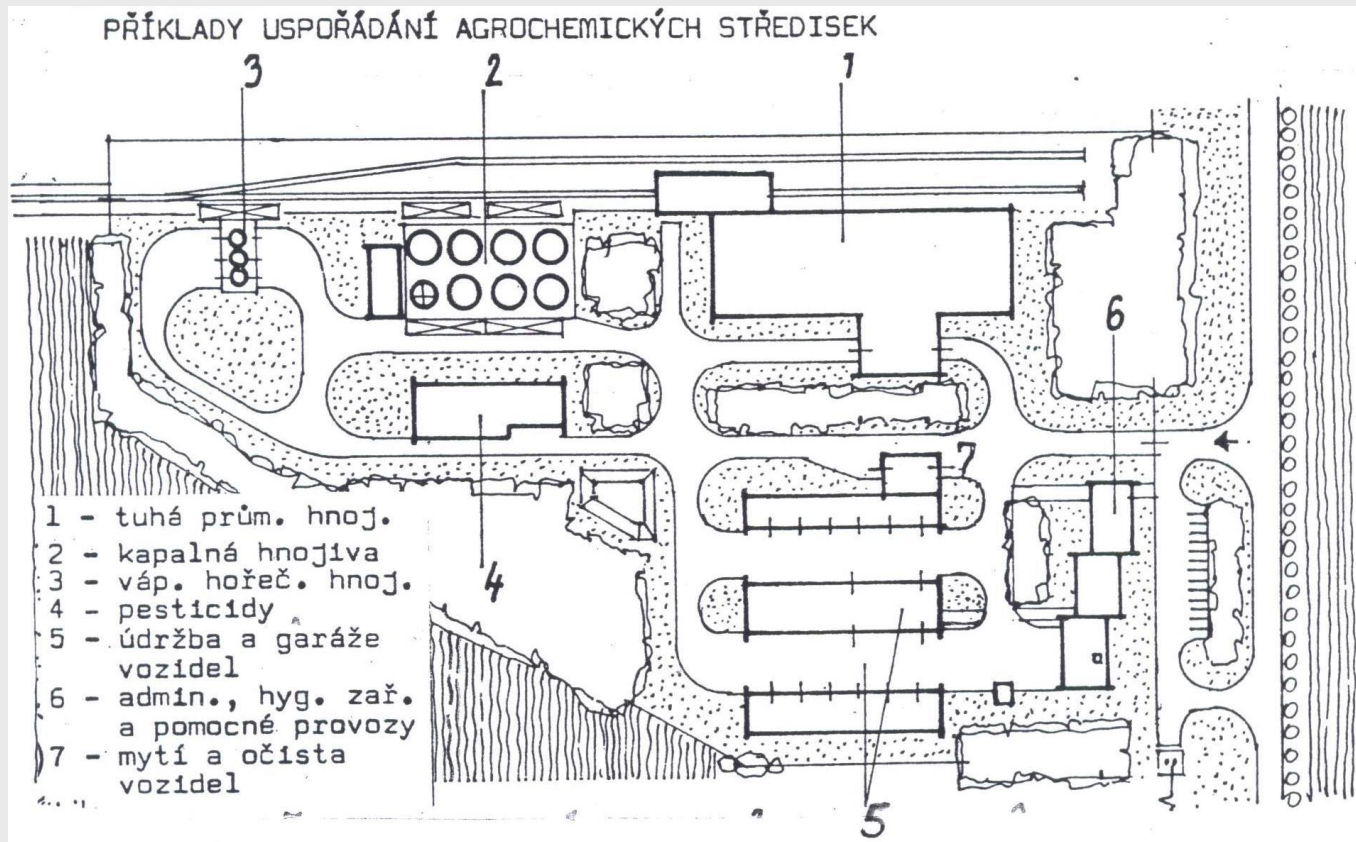 PŘÍKLADY USPOŘÁDÁNÍ AGROCHEMICKÝCH STŘEDISEK
3 2 1
6
7
4
5
1 - tuhá prům. hnoj.
2 - kapalná hnojiva
3 - váp. hořeč. hnoj.
4 - pesticidy
5 - údržba a garáže
vozidel
6 - admin., hyg. zař.
a pomocné provozy
7 - mytí a očista
vozidel